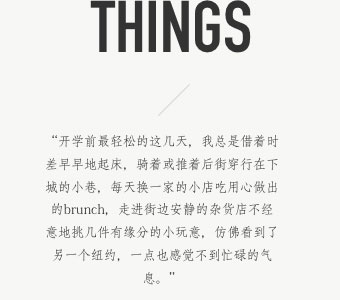 THINGS
“开学前最轻松的这几天，我总是借着时
差早早地起床，骑着或推着后街穿行在下
城的小巷，每天换一家的小店吃用心做出
的brunch，走进街边安静的杂货店不经
意地挑几件有缘分的小玩意，仿佛看到了
另一个纽约，一点也感觉不到忙碌的气
息。”